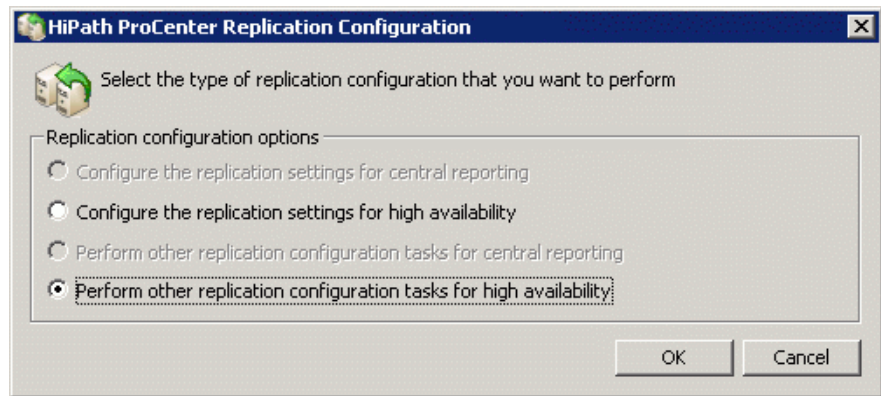 HiPath ProCenter Replication Configuration
Select the type of replication configuration that you want to perform
Replication configuration options
Configure the replication settings for central reporting
Configure the replication settings for high availability
Perform other replication configuration tasks for central reporting
Perform other replication configuration tasks for high availability
OK Cancel